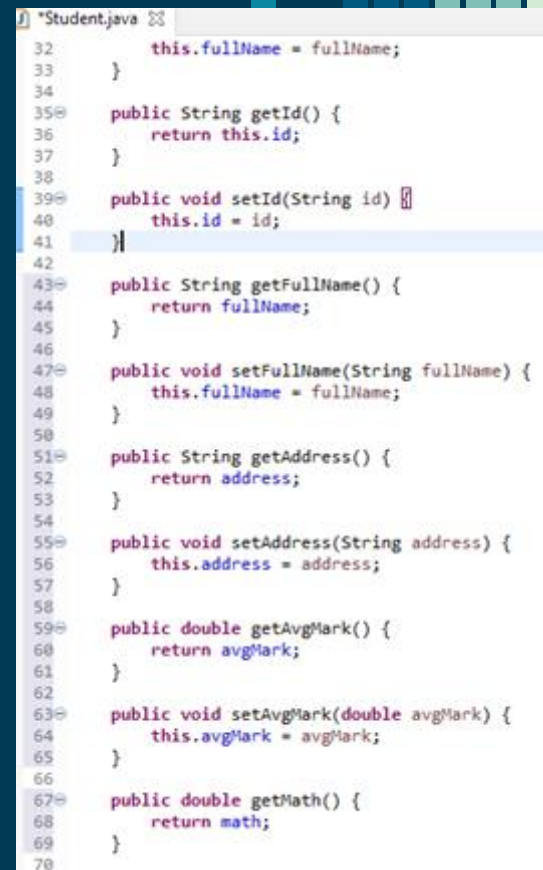 *Student.java
32 this.fullName = fullName;
33 }
34
35 public String getId() {
36 return this.id;
37 }
38
39 public void setId(String id) {
40 this.id = id;
41 }
42
43 public String getFullName() {
44 return fullName;
45 }
46
47 public void setFullName(String fullName) {
48 this.fullName = fullName;
49 }
50
51 public String getAddress() {
52 return address;
53 }
54
55 public void setAddress(String address) {
56 this.address = address;
57 }
58
59 public double getAvgMark() {
60 return avgMark;
61 }
62
63 public void setAvgMark(double avgMark) {
64 this.avgMark = avgMark;
65 }
66
67 public double getMath() {
68 return math;
69 }
70